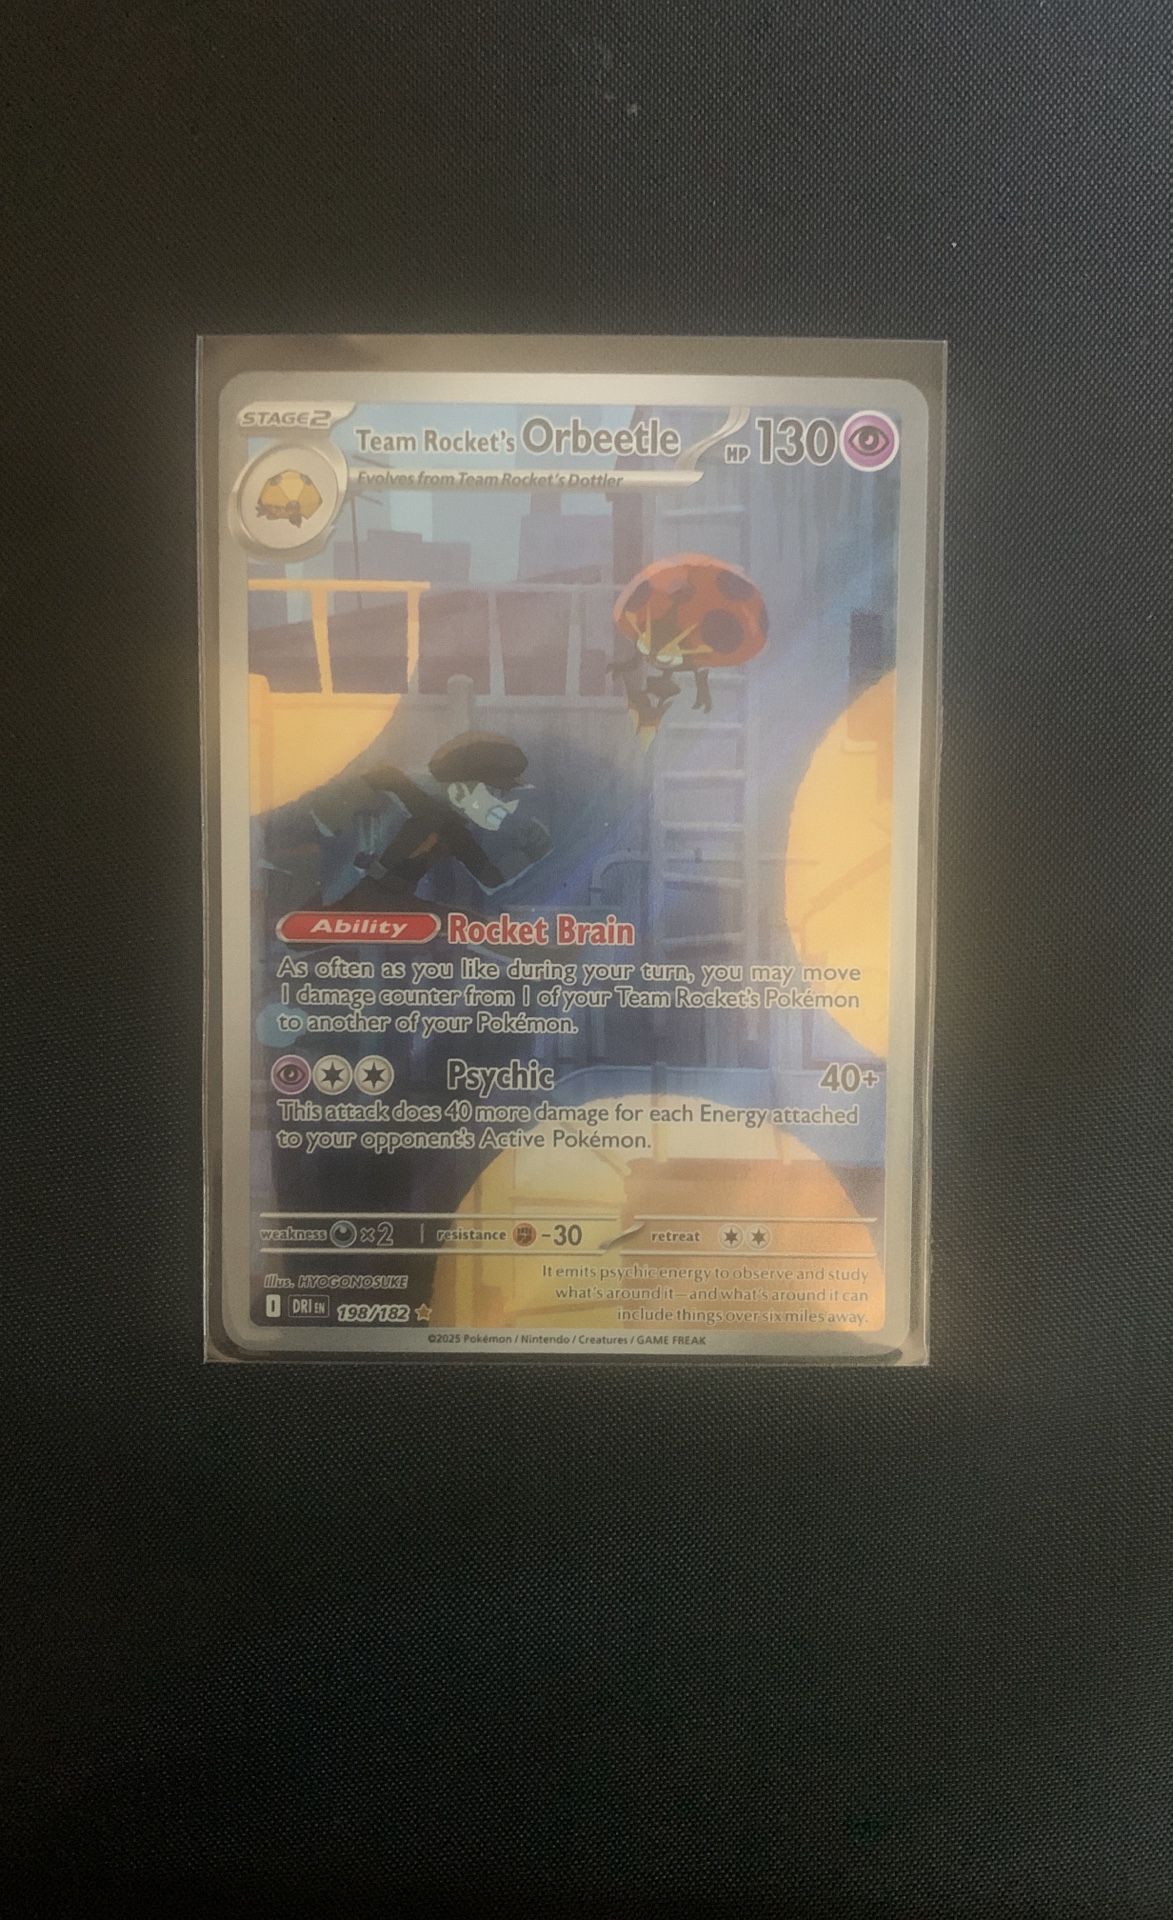 STAGE2
Team Rocket's Orbeetle HP 130
Evolves from Team Rocket's Dottler
Ability Rocket Brain
As often as you like during your turn, you may move
1 damage counter from 1 of your Team Rocket's Pokémon
to another of your Pokémon.
Psychic 40+
This attack does 40 more damage for each Energy attached
to your opponent's Active Pokémon.
weakness ×2 resistance -30 retreat
Illus. HYOGONOSUKE
It emits psychic energy to observe and study
what's around it—and what's around it can
include things over six miles away.
I DRI EN 198/182
©2025 Pokémon / Nintendo / Creatures / GAME FREAK